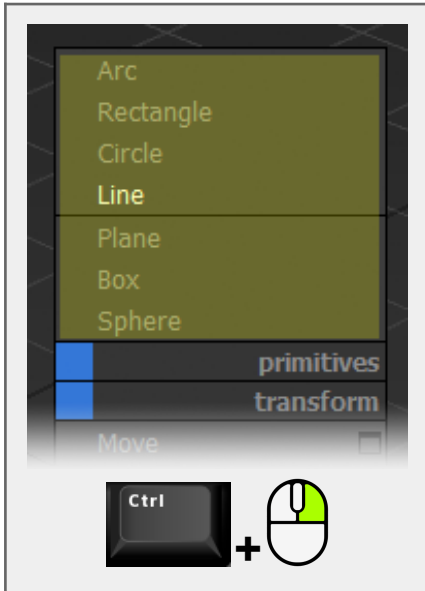 Arc
Rectangle
Circle
Line
Plane
Box
Sphere
primitives
transform
Move
Ctrl
+